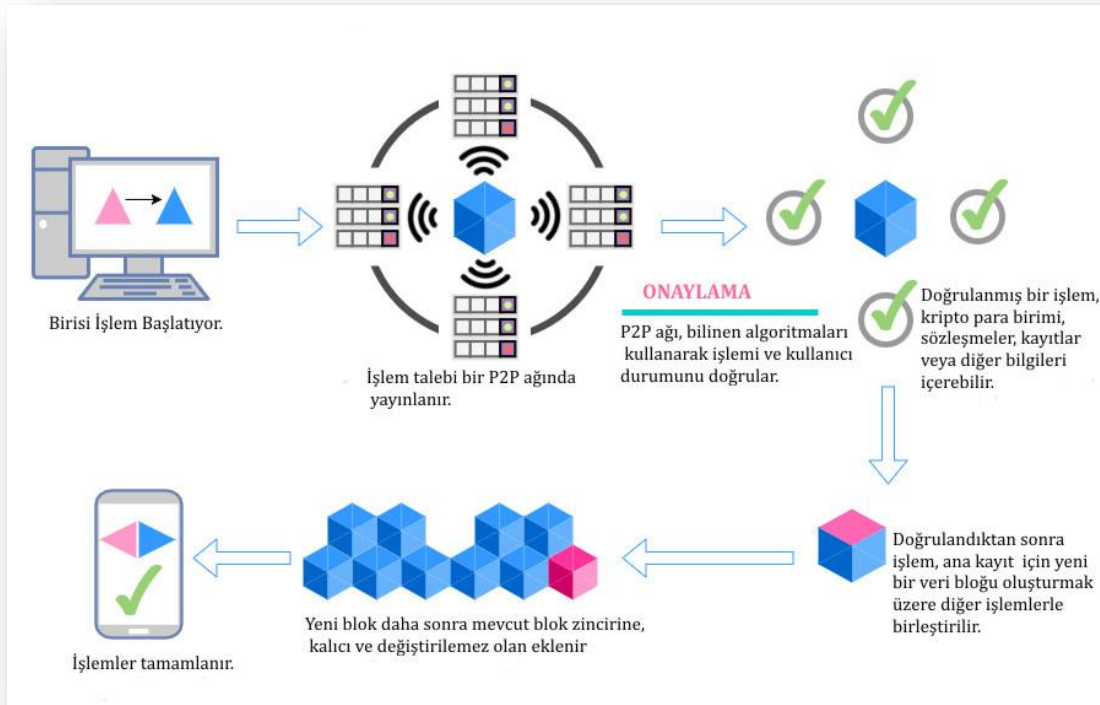 Birisi İşlem Başlatıyor.
İşlem talebi bir P2P ağında
yayınlanır.
ONAYLAMA
P2P ağı, bilinen algoritmaları
kullanarak işlemi ve kullanıcı
durumunu doğrular.
Doğrulanmış bir işlem,
kripto para birimi,
sözleşmeler, kayıtlar
veya diğer bilgileri
içerebilir.
Doğrulandıktan sonra
işlem, ana kayıt için yeni
bir veri bloğu oluşturmak
üzere diğer işlemlerle
birleştirilir.
Yeni blok daha sonra mevcut blok zincirine,
kalıcı ve değiştirilemez olan eklenir
İşlemler tamamlanır.